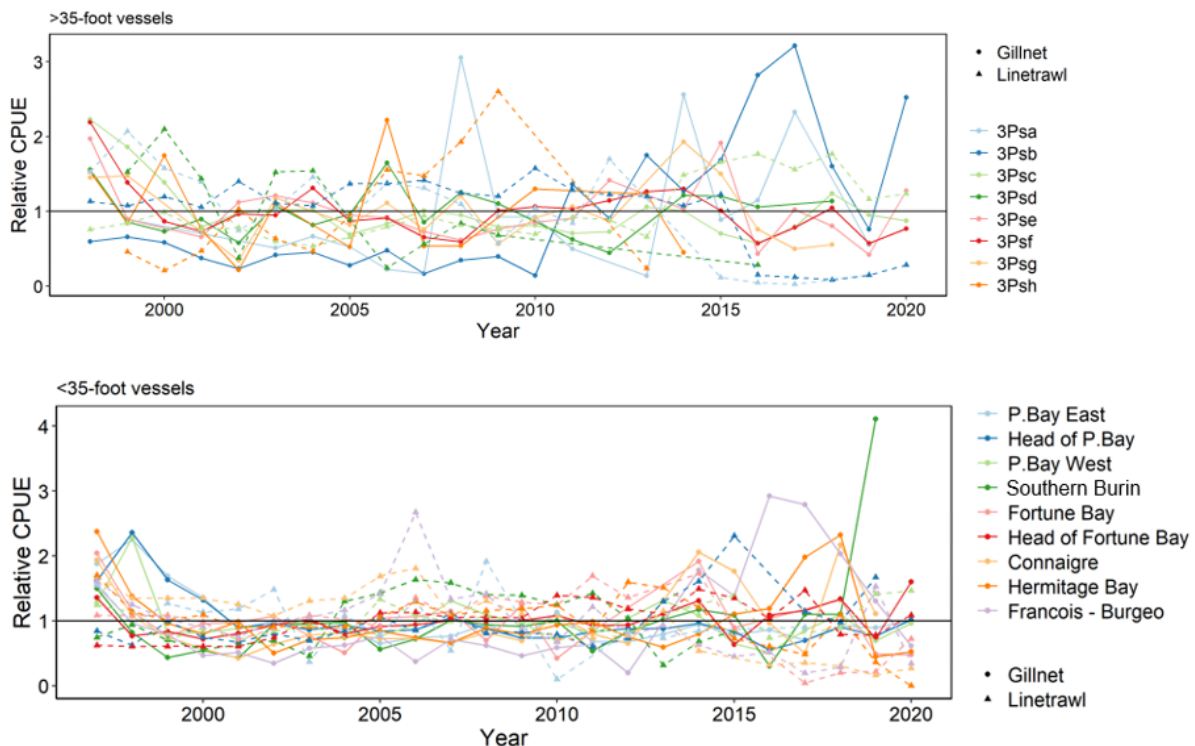 >35-foot vessels
Relative CPUE
3
2
1
0
2000
2005
2010
2015
2020
Year
Gillnet
Linetrawl
3Psa
3Psb
3Psc
3Psd
3Pse
3Psf
3Psg
3Psh
<35-foot vessels
Relative CPUE
4
3
2
1
0
2000
2005
2010
2015
2020
Year
P.Bay East
Head of P.Bay
P.Bay West
Southern Burin
Fortune Bay
Head of Fortune Bay
Connaigre
Hermitage Bay
Francois - Burgeo
Gillnet
Linetrawl